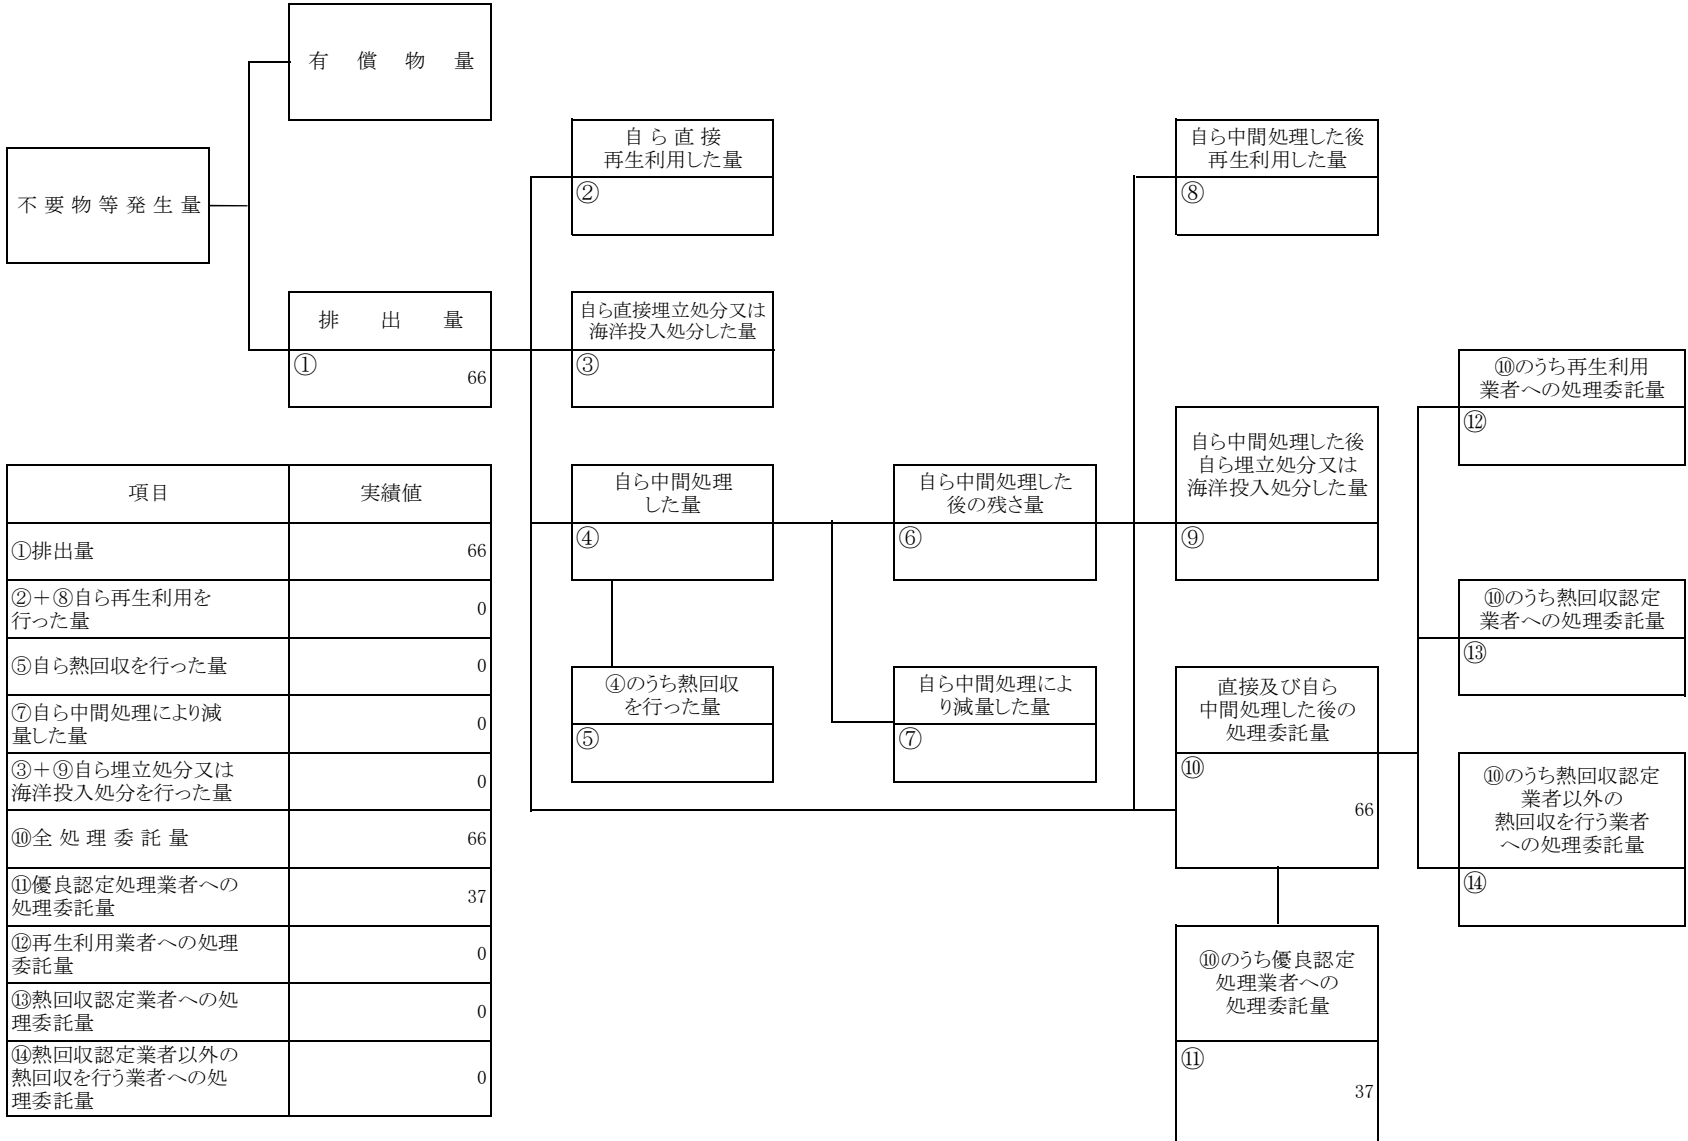 有償物量
不要物等発生量
排出量
①
66
自ら直接
再生利用した量
②
自ら直接埋立処分又は
海洋投入処分した量
③
自ら中間処理
した量
④
④のうち熱回収
を行った量
⑤
自ら中間処理した
後の残さ量
⑥
自ら中間処理によ
り減量した量
⑦
自ら中間処理した後
再生利用した量
⑧
自ら中間処理した後
自ら埋立処分又は
海洋投入処分した量
⑨
直接及び自ら
中間処理した後の
処理委託量
⑩
66
⑩のうち優良認定
処理業者への
処理委託量
⑪
37
⑩のうち再生利用
業者への処理委託量
⑫
⑩のうち熱回収認定
業者への処理委託量
⑬
⑩のうち熱回収認定
業者以外の
熱回収を行う業者
への処理委託量
⑭
項目 実績値
①排出量 66
②＋⑧自ら再生利用を
行った量 0
⑤自ら熱回収を行った量 0
⑦自ら中間処理により減
量した量 0
③＋⑨自ら埋立処分又は
海洋投入処分を行った量 0
⑩全処理委託量 66
⑪優良認定処理業者への
処理委託量 37
⑫再生利用業者への処理
委託量 0
⑬熱回収認定業者への処
理委託量 0
⑭熱回収認定業者以外の
熱回収を行う業者への処 0
理委託量